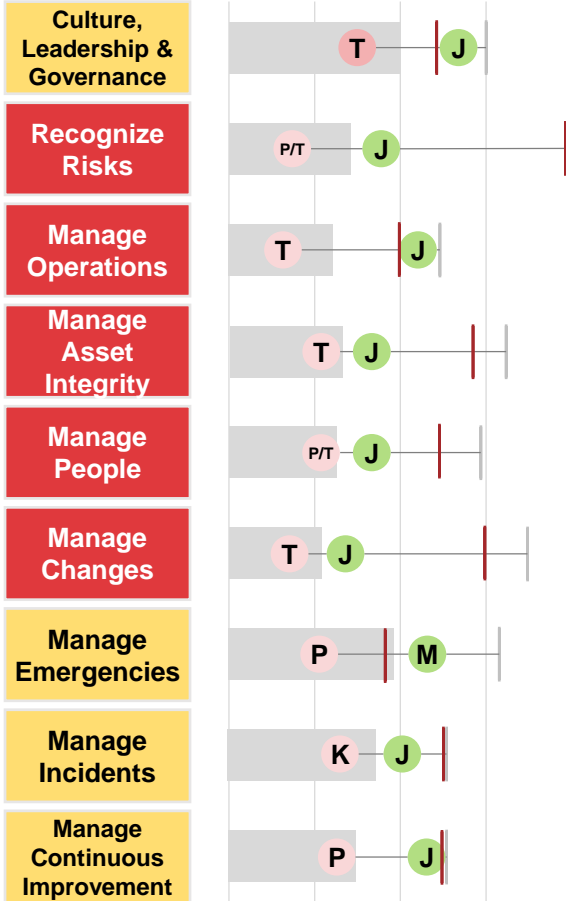 Culture,
Leadership &
Governance
T J
Recognize
Risks
P/T J
Manage
Operations
T J
Manage
Asset
Integrity
T J
Manage
People
P/T J
Manage
Changes
T J
Manage
Emergencies
P M
Manage
Incidents
K J
Manage
Continuous
Improvement
P J